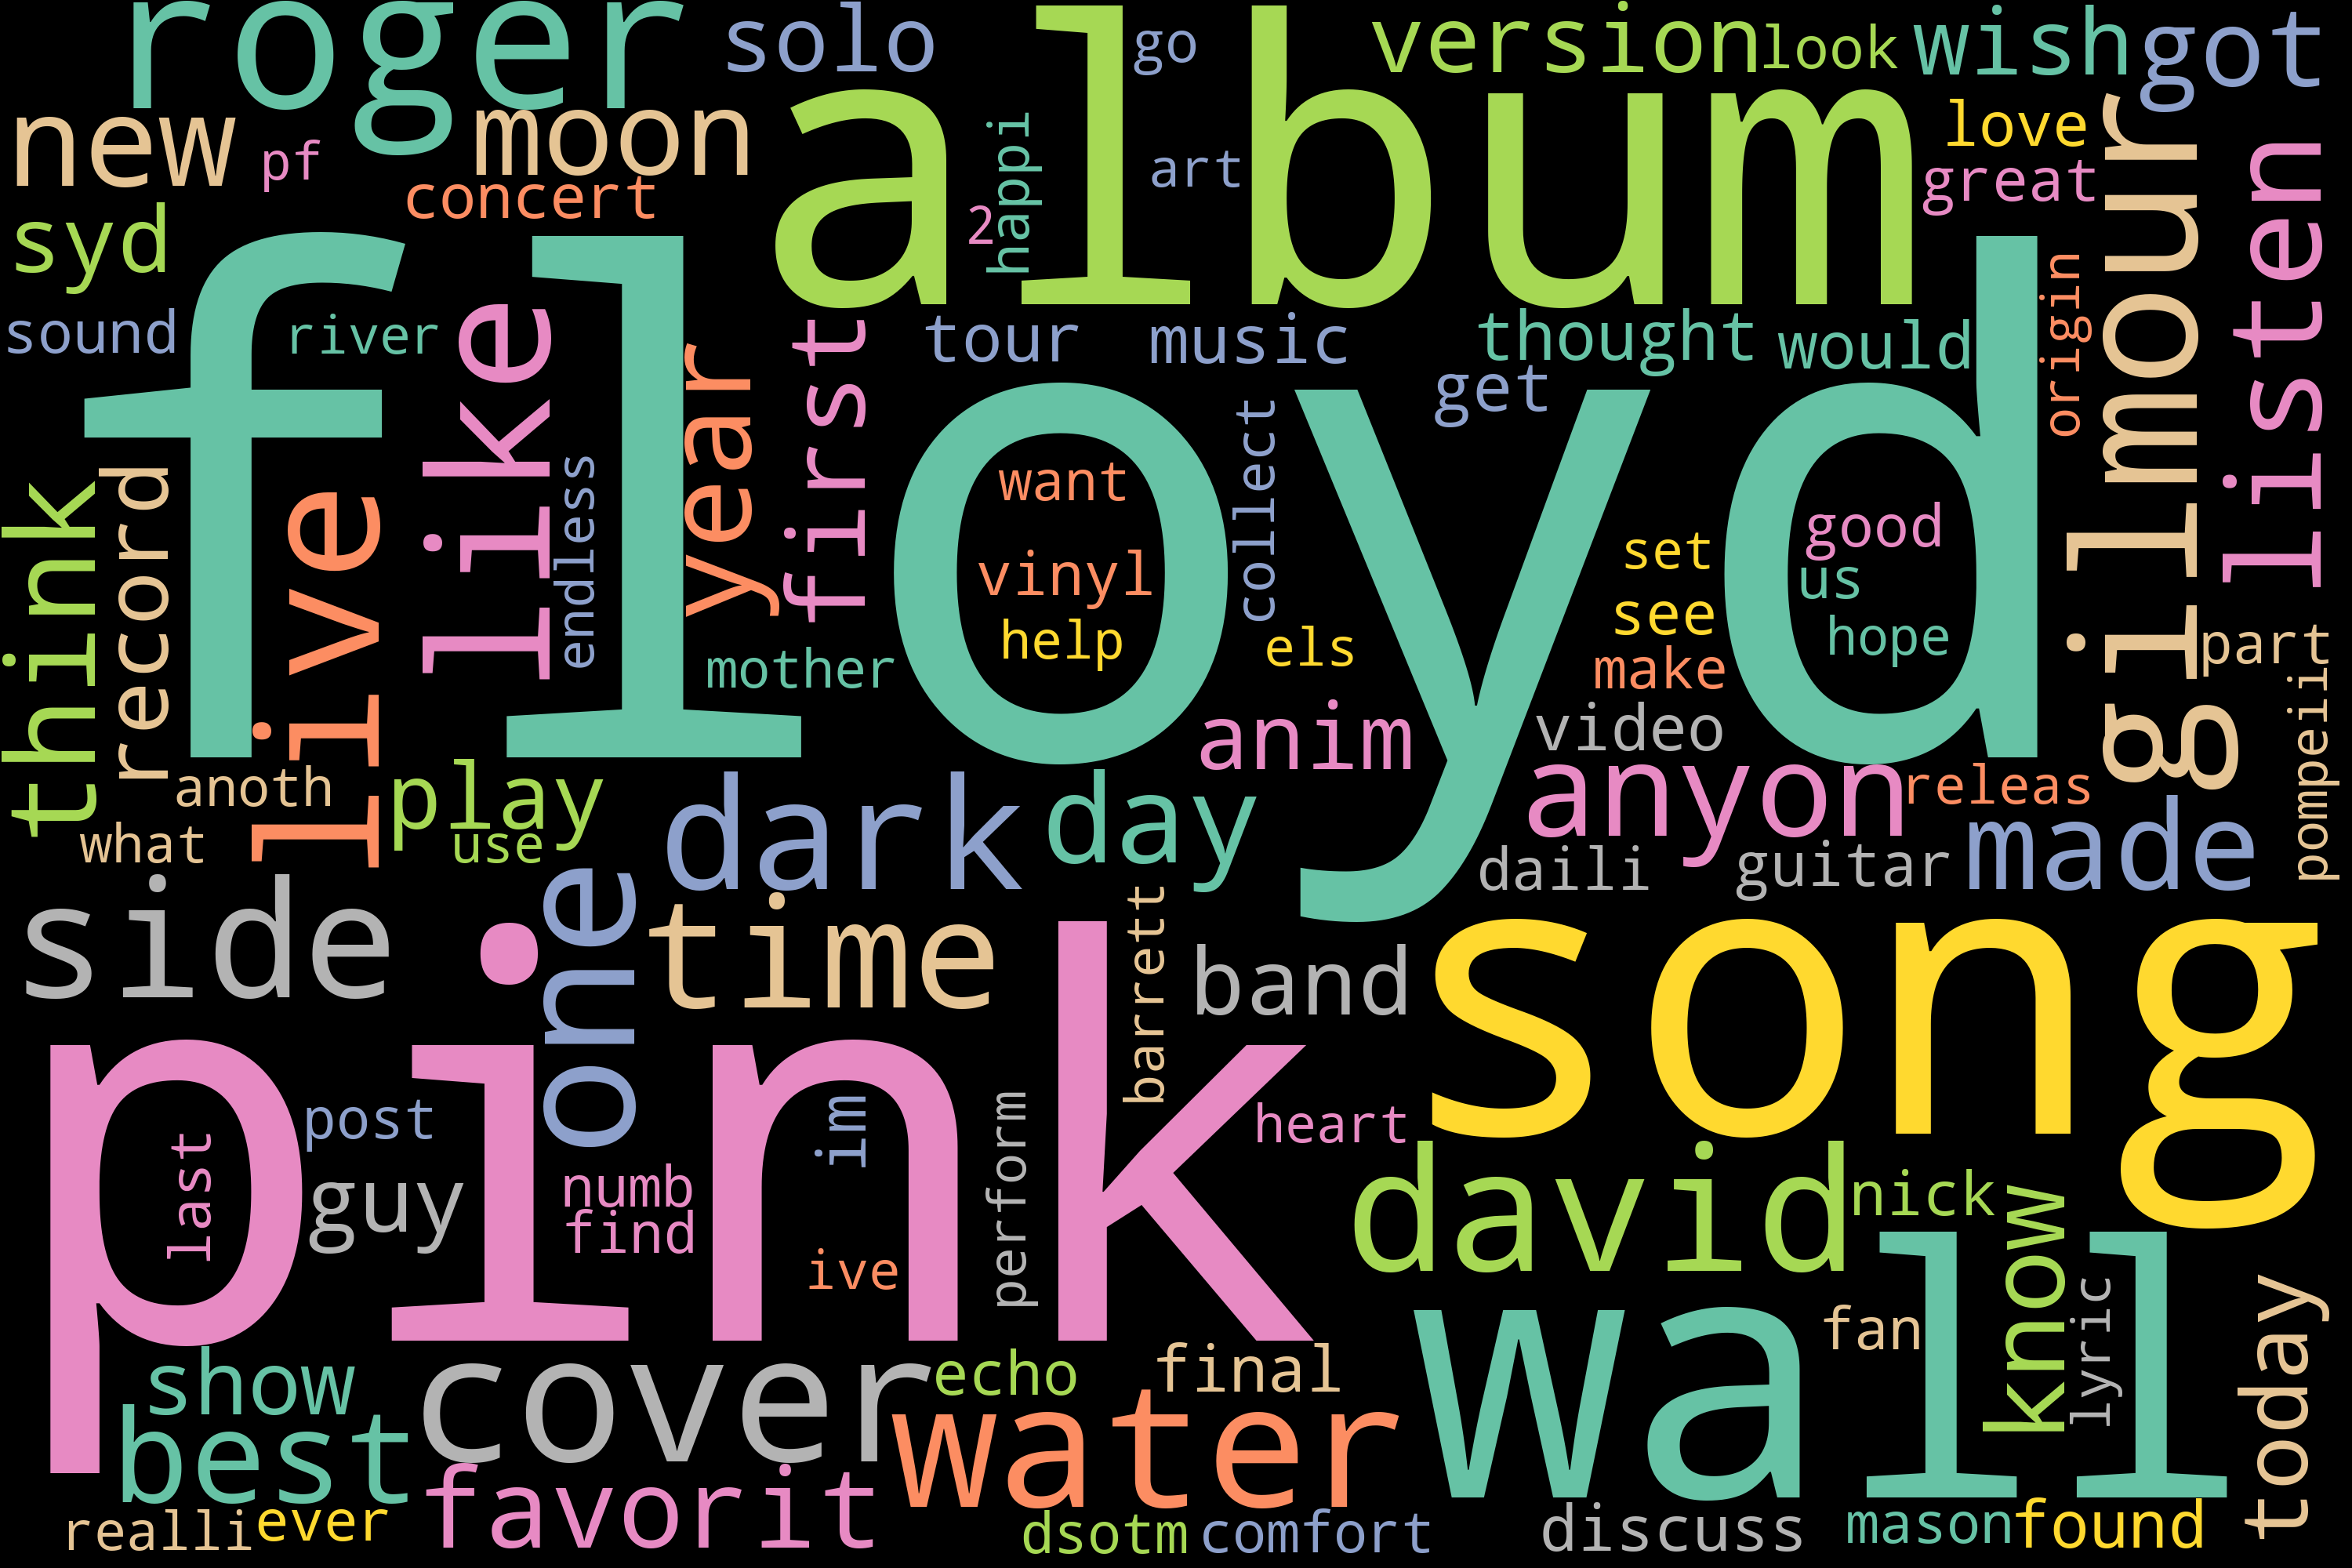 roger
solo
go
version
look
wish
got
new
pf
moon
album
love
concert
happi
art
great
syd
2
gilmour
listen
floyd
sound
river
like
year
first
tour
music
thought
would
origin
get
think
record
live
endless
want
collect
vinyl
help
els
set
good
see
us
hope
make
part
mother
anim
video
pompeii
anoth
play
what
use
dark
day
anyon
releas
made
daili
guitar
side
one
time
barrett
band
song
pink
last
post
guy
numb
find
im
ive
perform
heart
david
nick
know
wall
fan
lyric
today
show
best
cover
echo
final
water
favorit
realli
ever
dsotm
comfort
discuss
mason
found